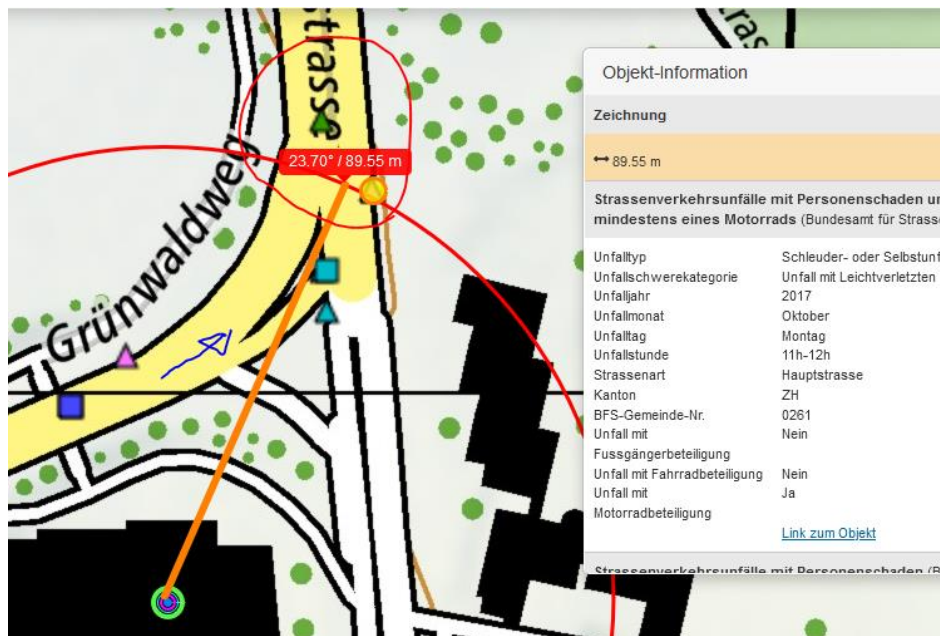 strasse
23.70° / 89.55 m
Grünwaldweg
Objekt-Information
Zeichnung
89.55 m
Strassenverkehrsunfälle mit Personenschaden
mindestens eines Motorrads (Bundesamt für
Unfalltyp Schleuder- oder
Unfallschwerekategorie Unfall mit Leichtverletzten
Unfalljahr 2017
Unfallmonat Oktober
Unfalltag Montag
Unfallstunde 11h-12h
Strassenart Hauptstrasse
Kanton ZH
BFS-Gemeinde-Nr. 0261
Unfall mit Nein
Fussgängerbeteiligung
Unfall mit Fahrradbeteiligung Nein
Unfall mit Ja
Motorradbeteiligung
Link zum Objekt
Strassenverkehrsunfälle mit Personenschaden